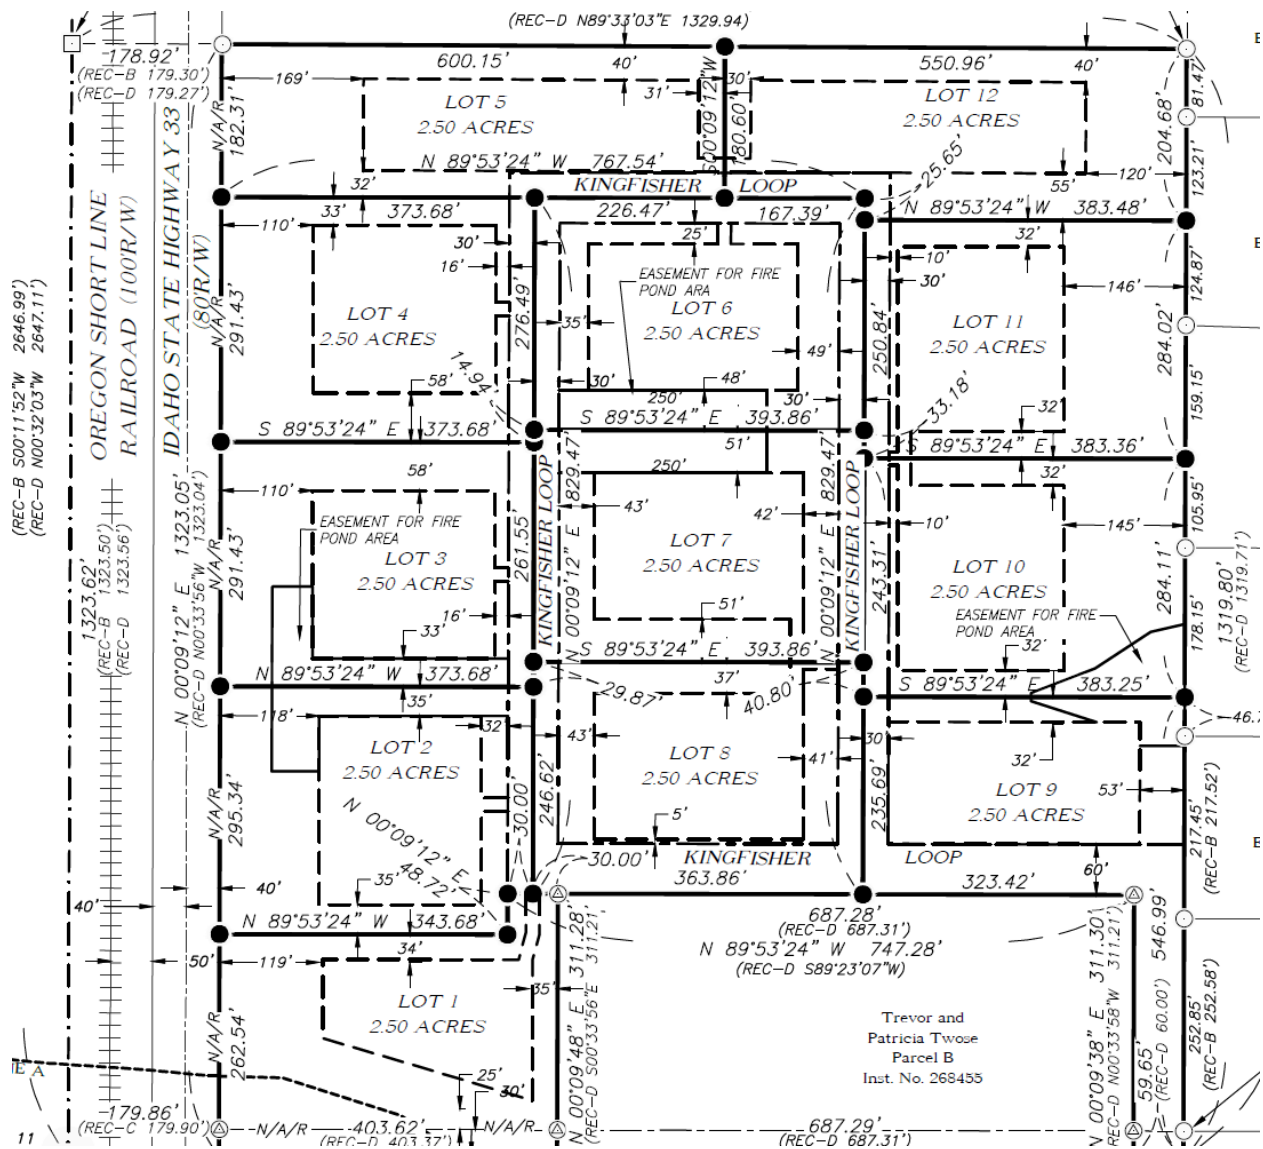 (REC-D N89°33'03"E 1329.94)
178.92'
(REC-B 179.30')
(REC-D 179.27')
600.15'
40'
30'
550.96'
40'
169'
31'
N/A/R
182.31'
S00°09'12"W
180.60'
81.47'
204.68'
123.21'
LOT 5
2.50 ACRES
LOT 12
2.50 ACRES
N 89°53'24" W 767.54'
25.65'
120'
55'
32'
KINGFISHER LOOP
373.68'
33'
110'
226.47'
167.39'
N 89°53'24" W 383.48'
32'
30'
16'
25'
10'
30'
EASEMENT FOR FIRE
POND ARA
OREGON SHORT LINE
RAILROAD (100'R/W)
IDAHO STATE HIGHWAY 33
(80'R/W)
(REC-B S00°11'52"W 2646.99')
(REC-D N00°32'03"W 2647.11')
N/A/R
291.43'
LOT 4
2.50 ACRES
276.49'
35'
LOT 6
2.50 ACRES
49'
250.84'
LOT 11
2.50 ACRES
146'
124.87'
284.02'
159.15'
14.94'
58'
30'
48'
250'
30'
33.18'
32'
S 89°53'24" E 373.68'
S 89°53'24" E 393.86'
51'
S 89°53'24" E 383.36'
32'
58'
250'
110'
43'
42'
10'
145'
105.95'
EASEMENT FOR FIRE
POND AREA
LOT 3
2.50 ACRES
261.55'
KINGFISHER LOOP
N 00°09'12" E 829.47'
LOT 7
2.50 ACRES
N 00°09'12" E 829.47'
KINGFISHER LOOP
243.31'
LOT 10
2.50 ACRES
EASEMENT FOR FIRE
POND AREA
284.11'
178.15'
1319.80'
(REC-D 1319.71')
1323.62'
(REC-B 1323.50')
(REC-D 1323.56')
N 00°09'12" E 1323.05'
(REC-D N00°33'56"W 1323.04')
N/A/R
291.43'
16'
33'
51'
32'
N 89°53'24" W 373.68'
S 89°53'24" E 393.86'
S 89°53'24" E 383.25'
35'
29.87'
37'
40.80'
118'
32'
43'
41'
30'
32'
46.7
LOT 2
2.50 ACRES
LOT 8
2.50 ACRES
LOT 9
2.50 ACRES
53'
N/A/R
295.34'
N 00°09'12" E
48.72'
30.00'
246.62'
5'
235.69'
217.45'
(REC-B 217.52')
30.00'
KINGFISHER LOOP
60'
40'
35'
363.86'
323.42'
40'
N 89°53'24" W 343.68'
687.28'
(REC-D 687.31')
N 89°53'24" W 747.28'
(REC-D S89°23'07"W)
34'
50'
119'
35'
LOT 1
2.50 ACRES
N/A/R
262.54'
N 00°09'48" E 311.28'
(REC-D S00°33'56"E 311.21'
Trevor and
Patricia Twose
Parcel B
Inst. No. 268455
N 00°09'38" E 311.30'
REC-D N00°33'58"W 311.21')
546.99'
(REC-D 60.00')
59.65'
252.85'
(REC-B 252.58')
E A
25'
30'
179.86'
(REC-C 179.90')
N/A/R
403.62'
(REC-D 403.37')
N/A/R
687.29'
(REC-D 687.31')
11
E
E
E